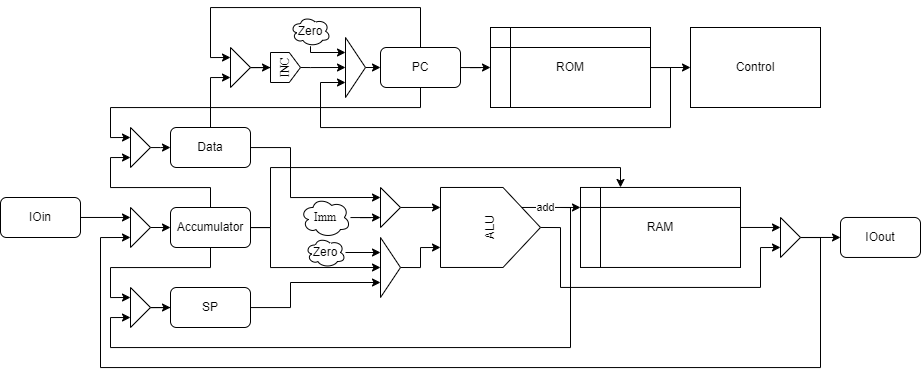 Zero
INC
PC
ROM
Control
Data
IOin
Imm
ALU
add
RAM
Accumulator
IOout
Zero
SP